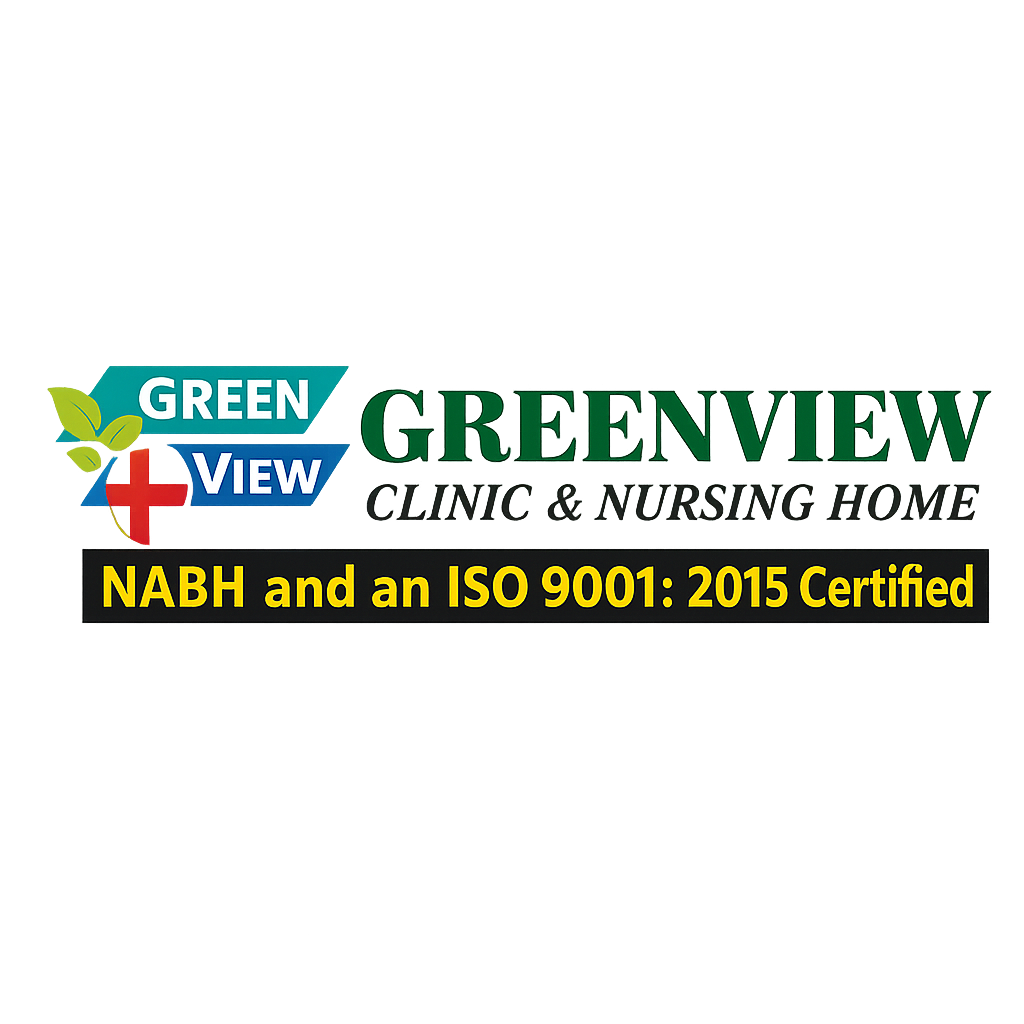 GREEN
VIEW
GREENVIEW
CLINIC & NURSING HOME
NABH and an ISO 9001: 2015 Certified